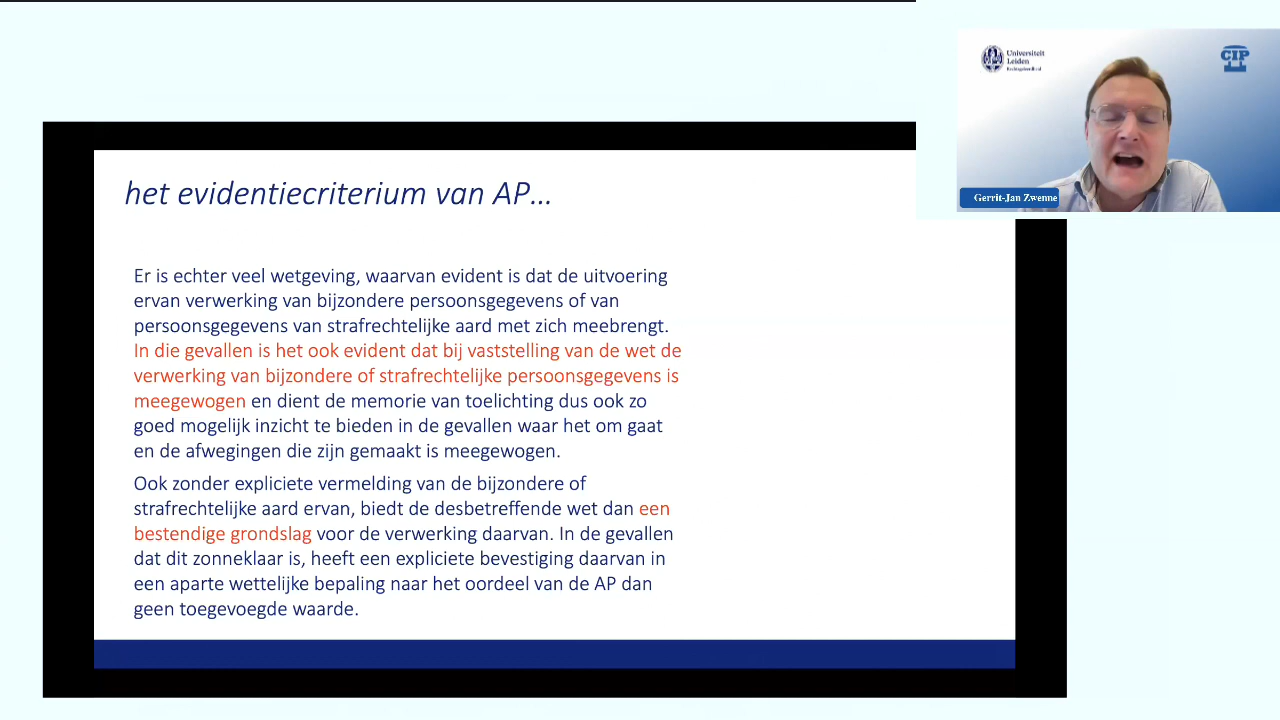 het evidentiecriterium van AP...
Er is echter veel wetgeving, waarvan evident is dat de uitvoering
ervan verwerking van bijzondere persoonsgegevens of van
persoonsgegevens van strafrechtelijke aard met zich meebrengt.
In die gevallen is het ook evident dat bij vaststelling van de wet de
verwerking van bijzondere of strafrechtelijke persoonsgegevens is
meegewogen en dient de memorie van toelichting dus ook zo
goed mogelijk inzicht te bieden in de gevallen waar het om gaat
en de afwegingen die zijn gemaakt is meegewogen.
Ook zonder expliciete vermelding van de bijzondere of
strafrechtelijke aard ervan, biedt de desbetreffende wet dan een
bestendige grondslag voor de verwerking daarvan. In de gevallen
dat dit zonneklaar is, heeft een expliciete bevestiging daarvan in
een aparte wettelijke bepaling naar het oordeel van de AP dan
geen toegevoegde waarde.
Universiteit
Leiden
Rechtsgeleerdheid
CIP
Gerrit-Jan Zwenne